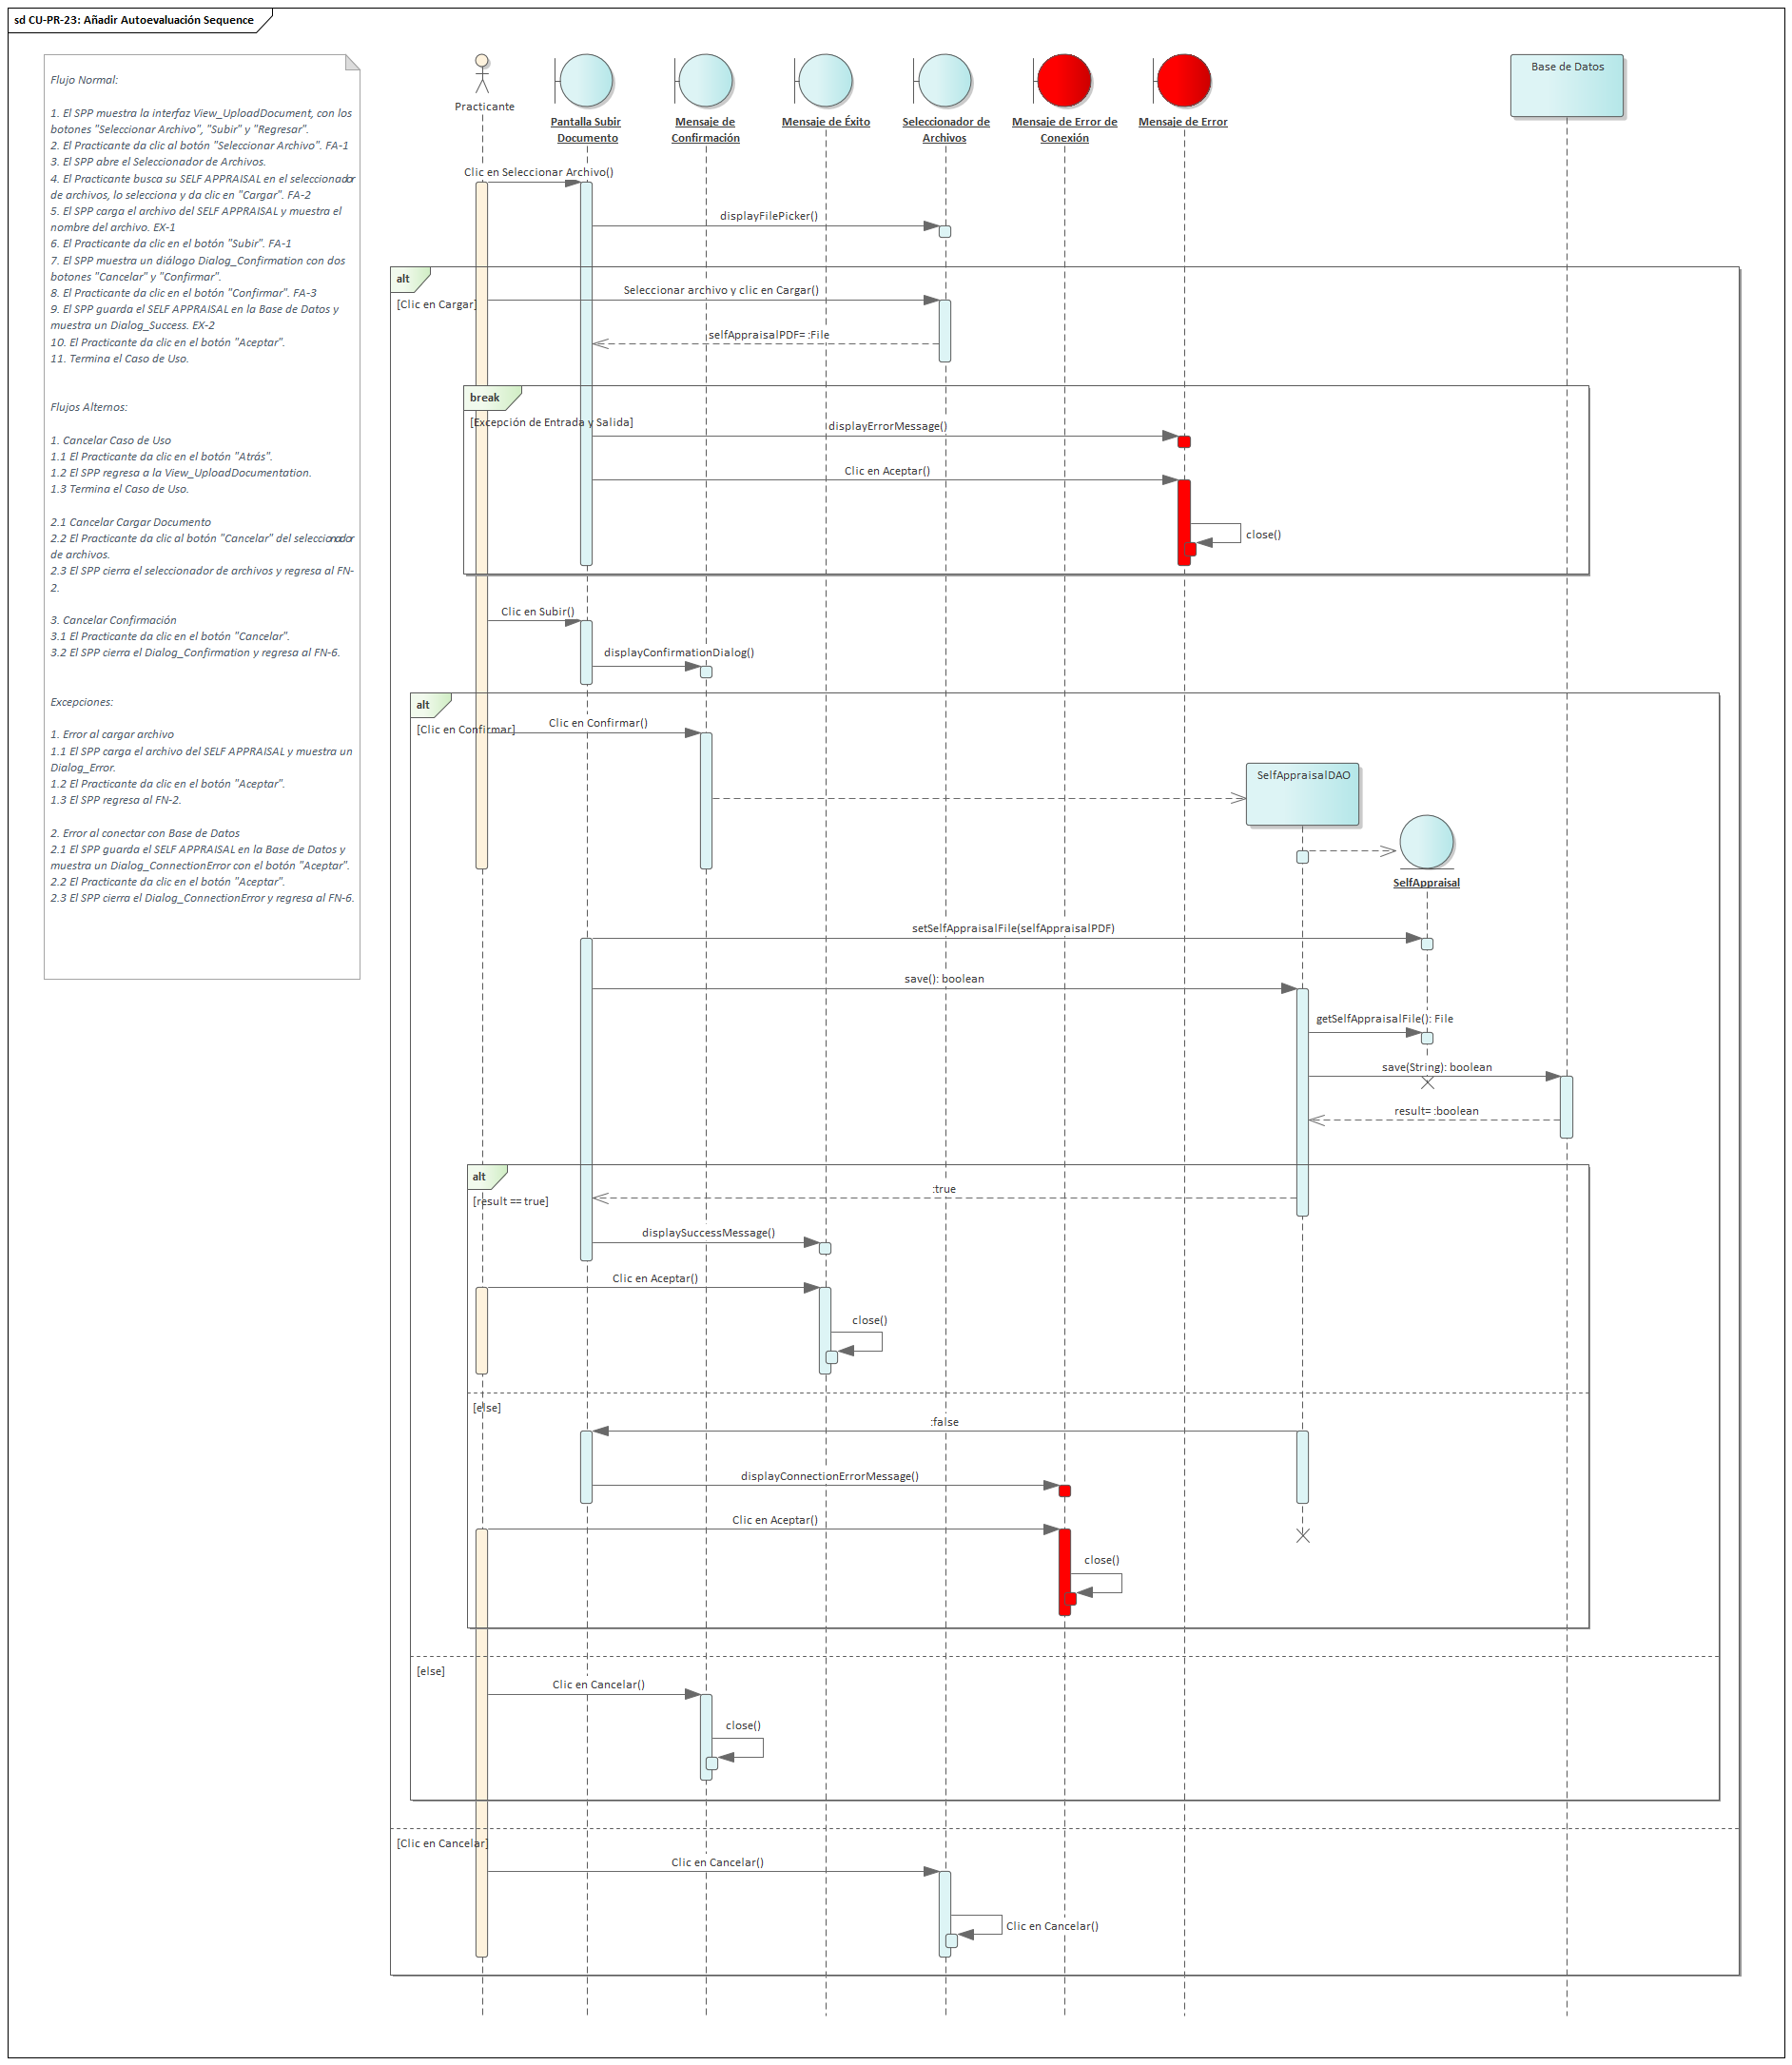 sd CU-PR-23: Añadir Autoevaluación Sequence
Flujo Normal:
1. El SPP muestra la interfaz View_UploadDocument, con los
botones "Seleccionar Archivo", "Subir" y "Regresar".
2. El Practicante da clic al botón "Seleccionar Archivo". FA-1
3. El SPP abre el Seleccionador de Archivos.
4. El Practicante busca su SELF APPRAISAL en el seleccionador
de archivos, lo selecciona y da clic en "Cargar". FA-2
5. El SPP carga el archivo del SELF APPRAISAL y muestra el
nombre del archivo. EX-1
6. El Practicante da clic en el botón "Subir". FA-1
7. El SPP muestra un diálogo Dialog_Confirmation con dos
botones "Cancelar" y "Confirmar".
8. El Practicante da clic en el botón "Confirmar". FA-3
9. El SPP guarda el SELF APPRAISAL en la Base de Datos y
muestra un Dialog_Success. EX-2
10. El Practicante da clic en el botón "Aceptar".
11. Termina el Caso de Uso.
Flujos Alternos:
1. Cancelar Caso de Uso
1.1 El Practicante da clic en el botón "Atrás".
1.2 El SPP regresa a la View_UploadDocumentation.
1.3 Termina el Caso de Uso.
2.1 Cancelar Cargar Documento
2.2 El Practicante da clic al botón "Cancelar" del seleccionador
de archivos.
2.3 El SPP cierra el seleccionador de archivos y regresa al FN-
2.
3. Cancelar Confirmación
3.1 El Practicante da clic en el botón "Cancelar".
3.2 El SPP cierra el Dialog_Confirmation y regresa al FN-6.
Excepciones:
1. Error al cargar archivo
1.1 El SPP carga el archivo del SELF APPRAISAL y muestra un
Dialog_Error.
1.2 El Practicante da clic en el botón "Aceptar".
1.3 El SPP regresa al FN-2.
2. Error al conectar con Base de Datos
2.1 El SPP guarda el SELF APPRAISAL en la Base de Datos y
muestra un Dialog_ConnectionError con el botón "Aceptar".
2.2 El Practicante da clic en el botón "Aceptar".
2.3 El SPP cierra el Dialog_ConnectionError y regresa al FN-6.
Practicante
Pantalla Subir
Documento
Mensaje de
Confirmación
Mensaje de Éxito
Seleccionador de
Archivos
Mensaje de Error de
Conexión
Mensaje de Error
Base de Datos
Clic en Seleccionar Archivo()
displayFilePicker()
alt
[Clic en Cargar]
Seleccionar archivo y clic en Cargar()
selfAppraisalPDF= :File
break
[Excepción de Entrada y Salida]
displayErrorMessage()
Clic en Aceptar()
close()
Clic en Subir()
displayConfirmationDialog()
alt
[Clic en Confirmar]
Clic en Confirmar()
SelfAppraisalDAO
SelfAppraisal
setSelfAppraisalFile(selfAppraisalPDF)
save(): boolean
getSelfAppraisalFile(): File
save(String): boolean
result= :boolean
alt
[result == true]
:true
displaySuccessMessage()
Clic en Aceptar()
close()
[else]
:false
displayConnectionErrorMessage()
Clic en Aceptar()
close()
[else]
Clic en Cancelar()
close()
[Clic en Cancelar]
Clic en Cancelar()
Clic en Cancelar()